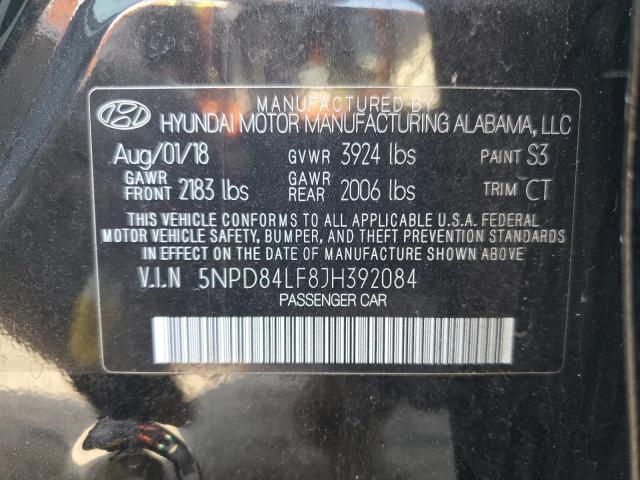 MANUFACTURED BY
HYUNDAI MOTOR MANUFACTURING ALABAMA, LLC
Aug/01/18 GVWR 3924 lbs PAINT S3
GAWR FRONT 2183 lbs GAWR REAR 2006 lbs TRIM CT
THIS VEHICLE CONFORMS TO ALL APPLICABLE U.S.A. FEDERAL
MOTOR VEHICLE SAFETY, BUMPER, AND THEFT PREVENTION STANDARDS
IN EFFECT ON THE DATE OF MANUFACTURE SHOWN ABOVE.
V.I.N 5NPD84LF8JH392084
PASSENGER CAR